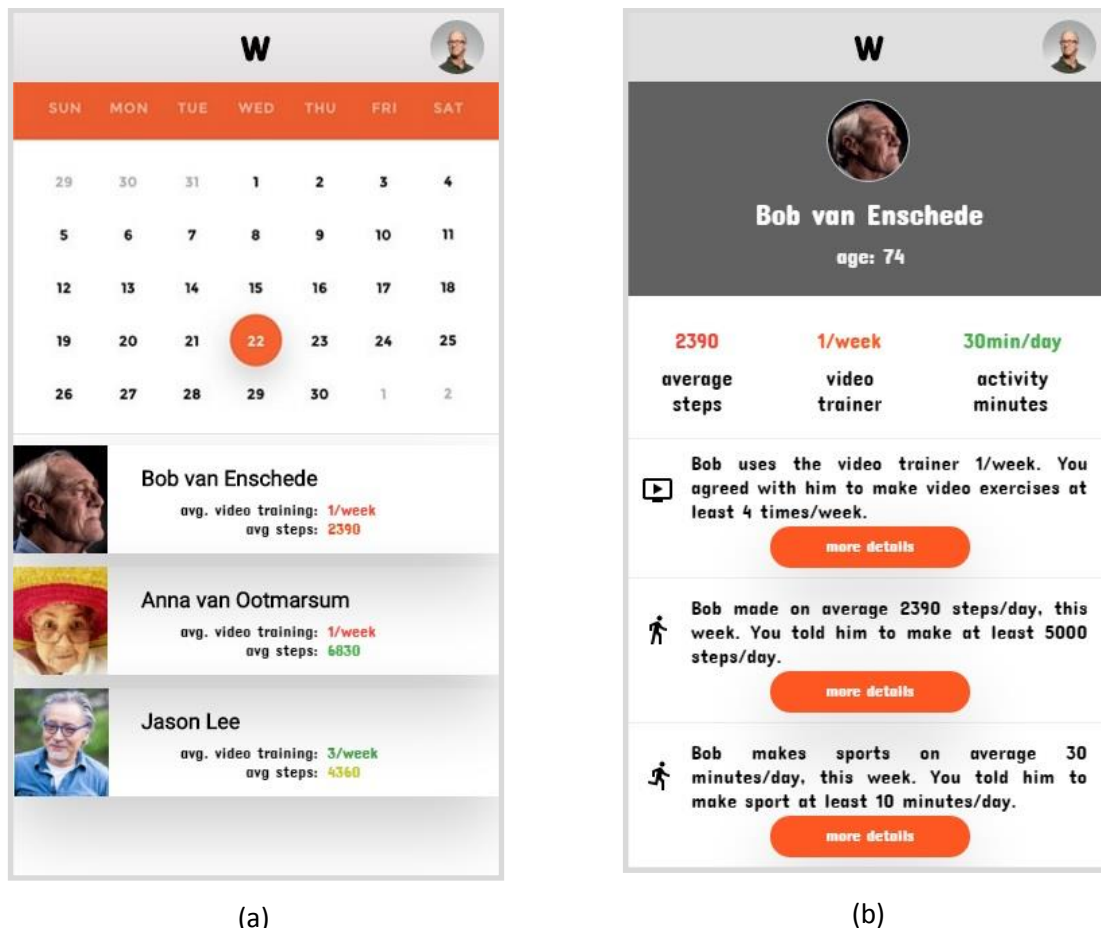 W
SUN MON TUE WED THU FRI SAT
29 30 31 1 2 3 4
5 6 7 8 9 10 11
12 13 14 15 16 17 18
19 20 21 22 23 24 25
26 27 28 29 30 1 2
Bob van Enschede
avg. video training: 1/week
avg steps: 2390
Anna van Ootmarsum
avg. video training: 1/week
avg steps: 6830
Jason Lee
avg. video training: 3/week
avg steps: 4360
(a)
W
Bob van Enschede
age: 74
2390 1/week 30min/day
average video activity
steps trainer minutes
Bob uses the video trainer 1/week. You
agreed with him to make video exercises at
least 4 times/week.
more details
Bob made on average 2390 steps/day, this
week. You told him to make at least 5000
steps/day.
more details
Bob makes sports on average 30
minutes/day, this week. You told him to
make sport at least 10 minutes/day.
more details
(b)